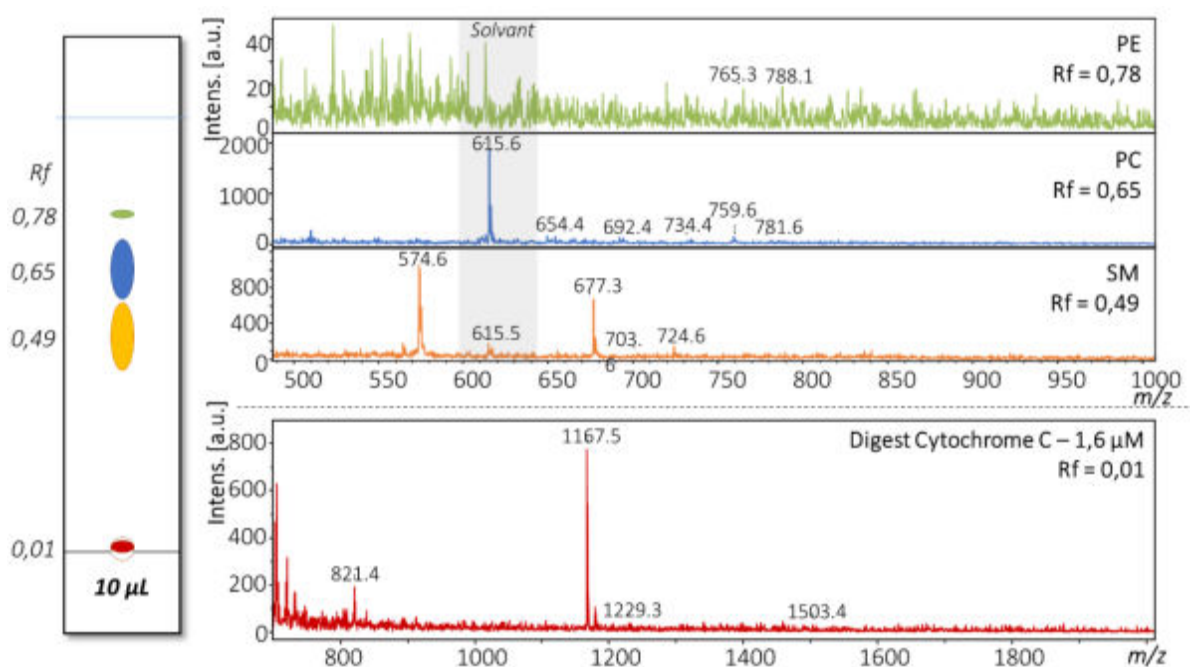 Rf
0,78
0,65
0,49
0,01
10 µL
Intens. [a.u.]
40
20
0
Solvant
765.3 788.1
PE
Rf = 0,78
2000
1000
0
615.6
654.4 692.4 734.4 759.6 781.6
PC
Rf = 0,65
800
400
0
574.6
615.5
677.3
703.
6
724.6
SM
Rf = 0,49
500 550 600 650 700 750 800 850 900 950 1000
m/z
Intens. [a.u.]
800
600
400
200
0
821.4
1167.5
1229.3
1503.4
Digest Cytochrome C – 1,6 µM
Rf = 0,01
800 1000 1200 1400 1600 1800 m/z